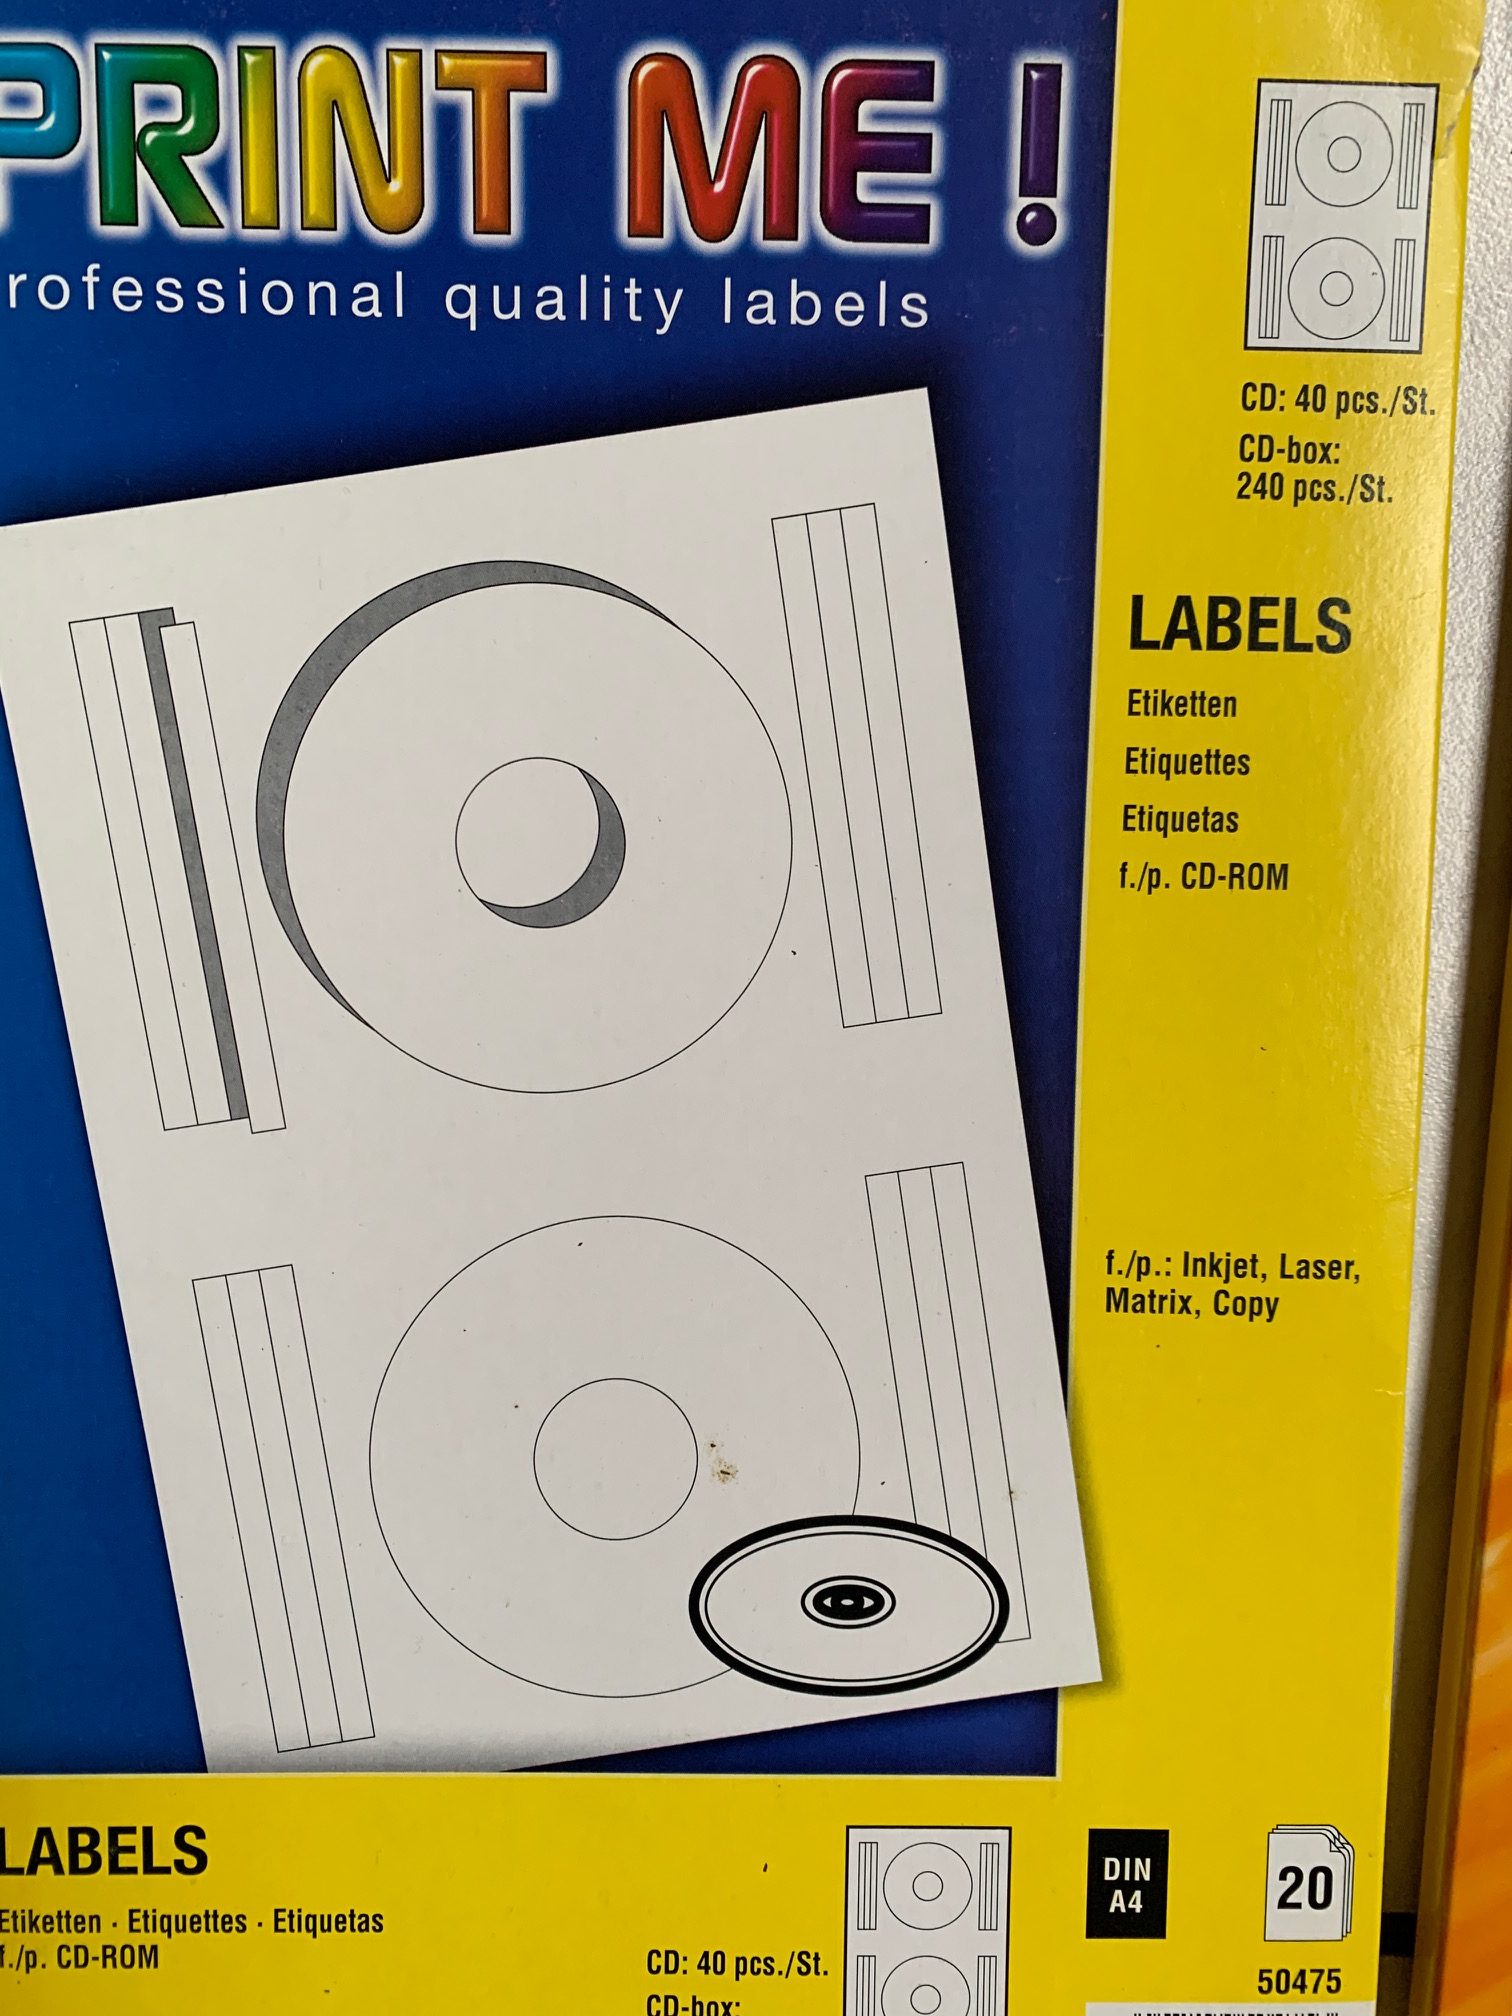 PRINT ME !
rofessional quality labels
CD: 40 pcs./St.
CD-box:
240 pcs./St.
LABELS
Etiketten
Etiquettes
Etiquetas
f./p. CD-ROM
f./p.: Inkjet, Laser,
Matrix, Copy
LABELS
Etiketten · Etiquettes · Etiquetas
f./p. CD-ROM
CD: 40 pcs./St.
CD-box:
DIN
A4
20
50475